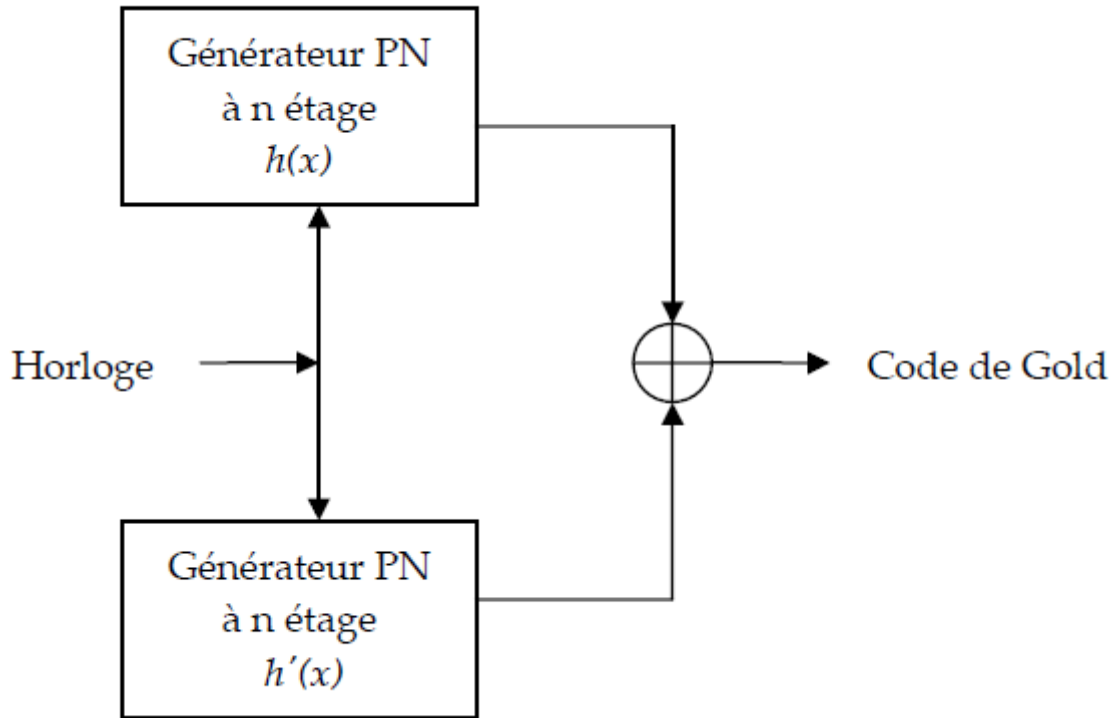 Générateur PN
à n étage
h(x)
Horloge
Code de Gold
Générateur PN
à n étage
h′(x)